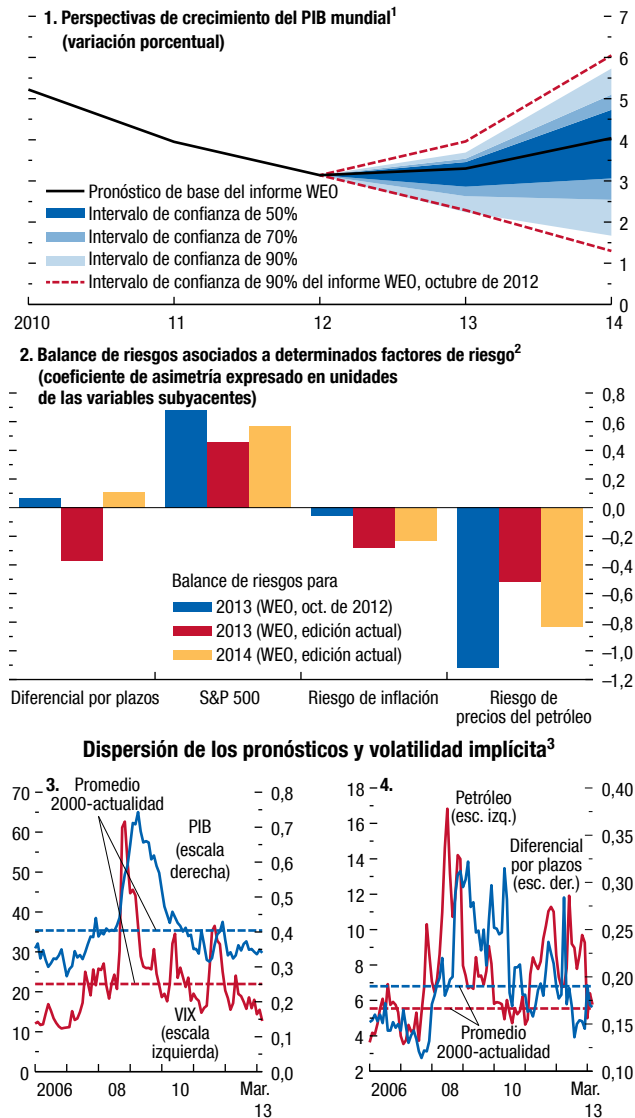 1. Perspectivas de crecimiento del PIB mundial¹
(variación porcentual)
7
6
5
4
3
2
1
0
Pronóstico de base del informe WEO
Intervalo de confianza de 50%
Intervalo de confianza de 70%
Intervalo de confianza de 90%
Intervalo de confianza de 90% del informe WEO, octubre de 2012
2010 11 12 13 14
2. Balance de riesgos asociados a determinados factores de riesgo²
(coeficiente de asimetría expresado en unidades
de las variables subyacentes)
0,8
0,6
0,4
0,2
0,0
–0,2
–0,4
–0,6
–0,8
–1,0
–1,2
Balance de riesgos para
2013 (WEO, oct. de 2012)
2013 (WEO, edición actual)
2014 (WEO, edición actual)
Diferencial por plazos S&P 500 Riesgo de inflación Riesgo de
precios del petróleo
Dispersión de los pronósticos y volatilidad implícita³
3.
Promedio
2000-actualidad
PIB
(escala
derecha)
VIX
(escala
izquierda)
70
60
50
40
30
20
10
0
0,8
0,7
0,6
0,5
0,4
0,3
0,2
0,1
0,0
2006 08 10 Mar.
13
4.
Petróleo
(esc. izq.)
Diferencial
por plazos
(esc. der.)
Promedio
2000-actualidad
18
16
14
12
10
8
6
4
2
0,40
0,35
0,30
0,25
0,20
0,15
0,10
2006 08 10 Mar.
13